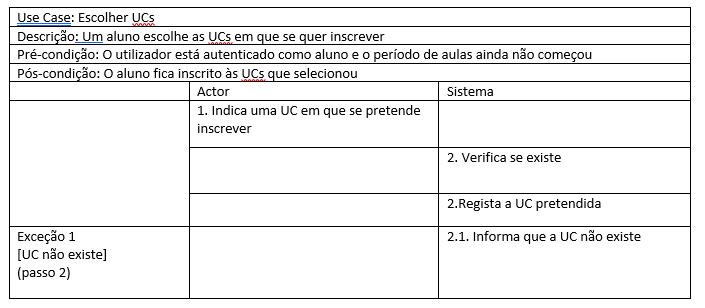 Use Case: Escolher UCs
Descrição: Um aluno escolhe as UCs em que se quer inscrever
Pré-condição: O utilizador está autenticado como aluno e o período de aulas ainda não começou
Pós-condição: O aluno fica inscrito às UCs que selecionou
Actor
Sistema
1. Indica uma UC em que se pretende
inscrever
2. Verifica se existe
2.Regista a UC pretendida
Exceção 1
[UC não existe]
(passo 2)
2.1. Informa que a UC não existe